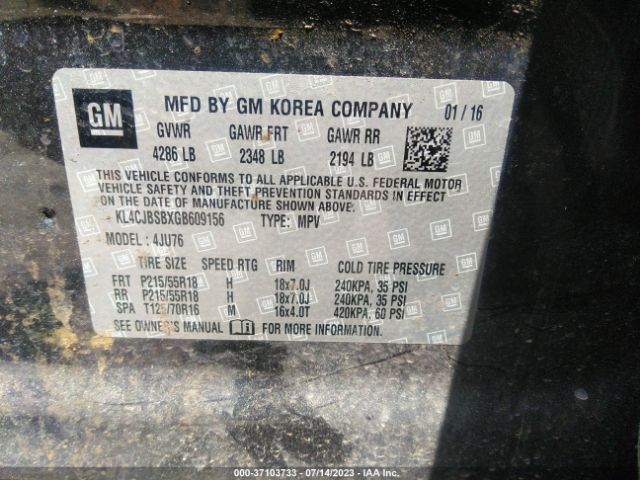 GM
MFD BY GM KOREA COMPANY 01 / 16
GVWR GAWR FRT GAWR RR
4286 LB 2348 LB 2194 LB
THIS VEHICLE CONFORMS TO ALL APPLICABLE U.S. FEDERAL MOTOR
VEHICLE SAFETY AND THEFT PREVENTION STANDARDS IN EFFECT
ON THE DATE OF MANUFACTURE SHOWN ABOVE.
KL4CJBSBXGB609156 TYPE: MPV
MODEL: 4JU76
TIRE SIZE SPEED RTG RIM COLD TIRE PRESSURE
FRT P215/55R18 H 18x7.0J 240KPA, 35 PSI
RR P215/55R18 H 18x7.0J 240KPA, 35 PSI
SPA T125/70R16 M 16x4.0T 420KPA, 60 PSI
SEE OWNER'S MANUAL FOR MORE INFORMATION.
000-37103733 - 07/14/2023 - IAA Inc.